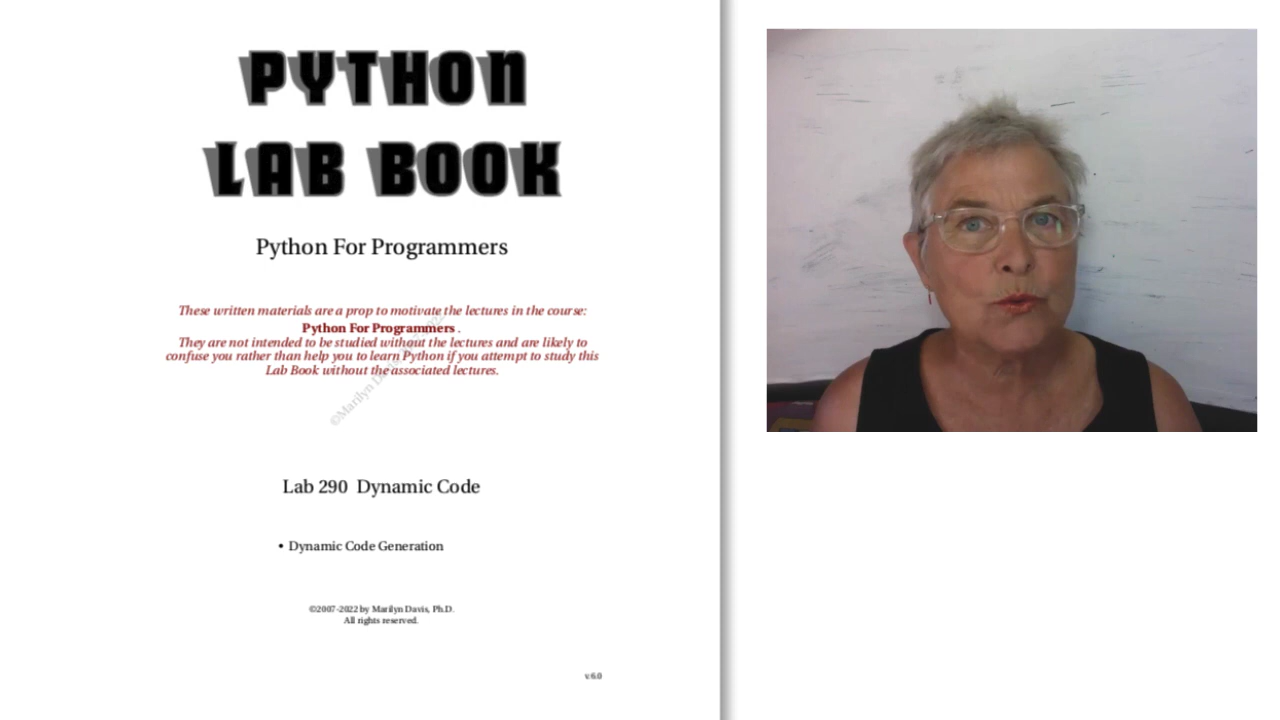 PYTHON
LAB BOOK
Python For Programmers
These written materials are a prop to motivate the lectures in the course:
Python For Programmers .
They are not intended to be studied without the lectures and are likely to
confuse you rather than help you to learn Python if you attempt to study this
Lab Book without the associated lectures.
©Marilyn
Lab 290 Dynamic Code
• Dynamic Code Generation
©2007-2022 by Marilyn Davis, Ph.D.
All rights reserved.
v.6.0